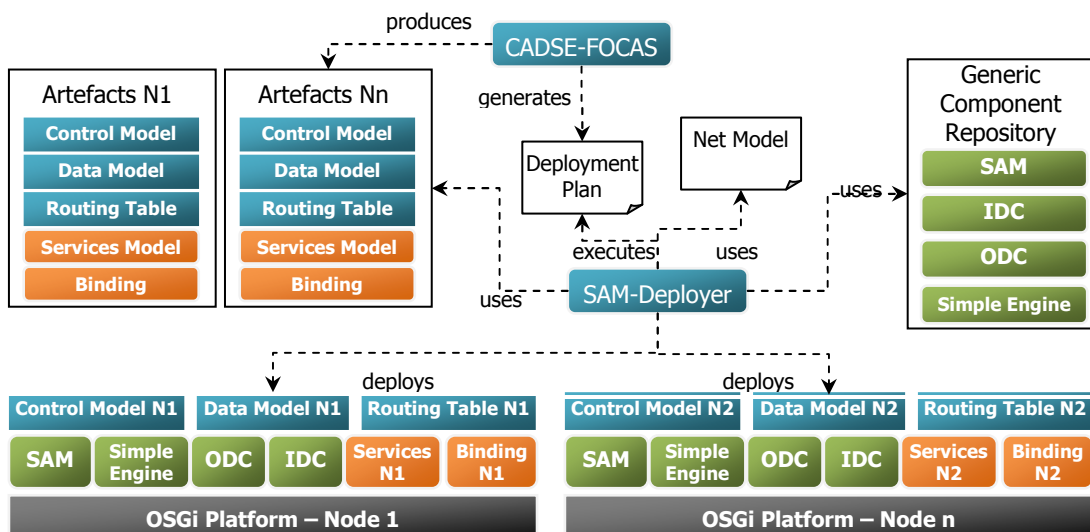 produces
CADSE-FOCAS
Artefacts N1
Control Model
Data Model
Routing Table
Services Model
Binding
Artefacts Nn
Control Model
Data Model
Routing Table
Services Model
Binding
generates
Deployment
Plan
Net Model
Generic
Component
Repository
SAM
IDC
ODC
Simple Engine
uses
executes
uses
uses
SAM-Deployer
deploys
deploys
Control Model N1
Data Model N1
Routing Table N1
SAM
Simple
Engine
ODC
IDC
Services
N1
Binding
N1
OSGi Platform – Node 1
Control Model N2
Data Model N2
Routing Table N2
SAM
Simple
Engine
ODC
IDC
Services
N2
Binding
N2
OSGi Platform – Node n